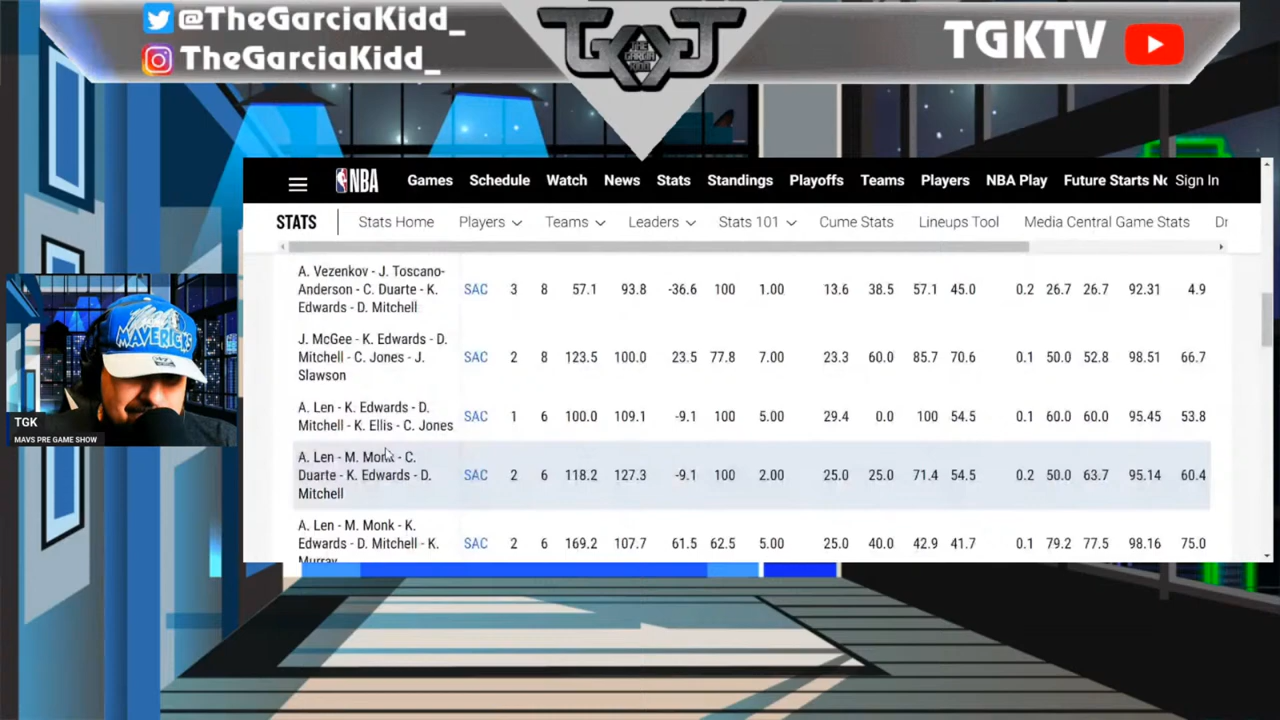 @TheGarciaKidd_
TheGarciaKidd_
TGKT
THE
GARCIA
KIDD
TGKTV
NBA
Games Schedule Watch News Stats Standings Playoffs Teams Players NBA Play Future Starts No Sign In
STATS Stats Home Players Teams Leaders Stats 101 Cume Stats Lineups Tool Media Central Game Stats Dr
A. Vezenkov - J. Toscano-
Anderson - C. Duarte - K.
Edwards - D. Mitchell
SAC 3 8 57.1 93.8 -36.6 100 1.00 13.6 38.5 57.1 45.0 0.2 26.7 26.7 92.31 4.9
J. McGee - K. Edwards - D.
Mitchell - C. Jones - J.
Slawson
SAC 2 8 123.5 100.0 23.5 77.8 7.00 23.3 60.0 85.7 70.6 0.1 50.0 52.8 98.51 66.7
A. Len - K. Edwards - D.
Mitchell - K. Ellis - C. Jones
SAC 1 6 100.0 109.1 -9.1 100 5.00 29.4 0.0 100 54.5 0.1 60.0 60.0 95.45 53.8
A. Len - M. Monk - C.
Duarte - K. Edwards - D.
Mitchell
SAC 2 6 118.2 127.3 -9.1 100 2.00 25.0 25.0 71.4 54.5 0.2 50.0 63.7 95.14 60.4
A. Len - M. Monk - K.
Edwards - D. Mitchell - K.
Murray
SAC 2 6 169.2 107.7 61.5 62.5 5.00 25.0 40.0 42.9 41.7 0.1 79.2 77.5 98.16 75.0
MAVERICKS
TGK
MAVS PRE GAME SHOW